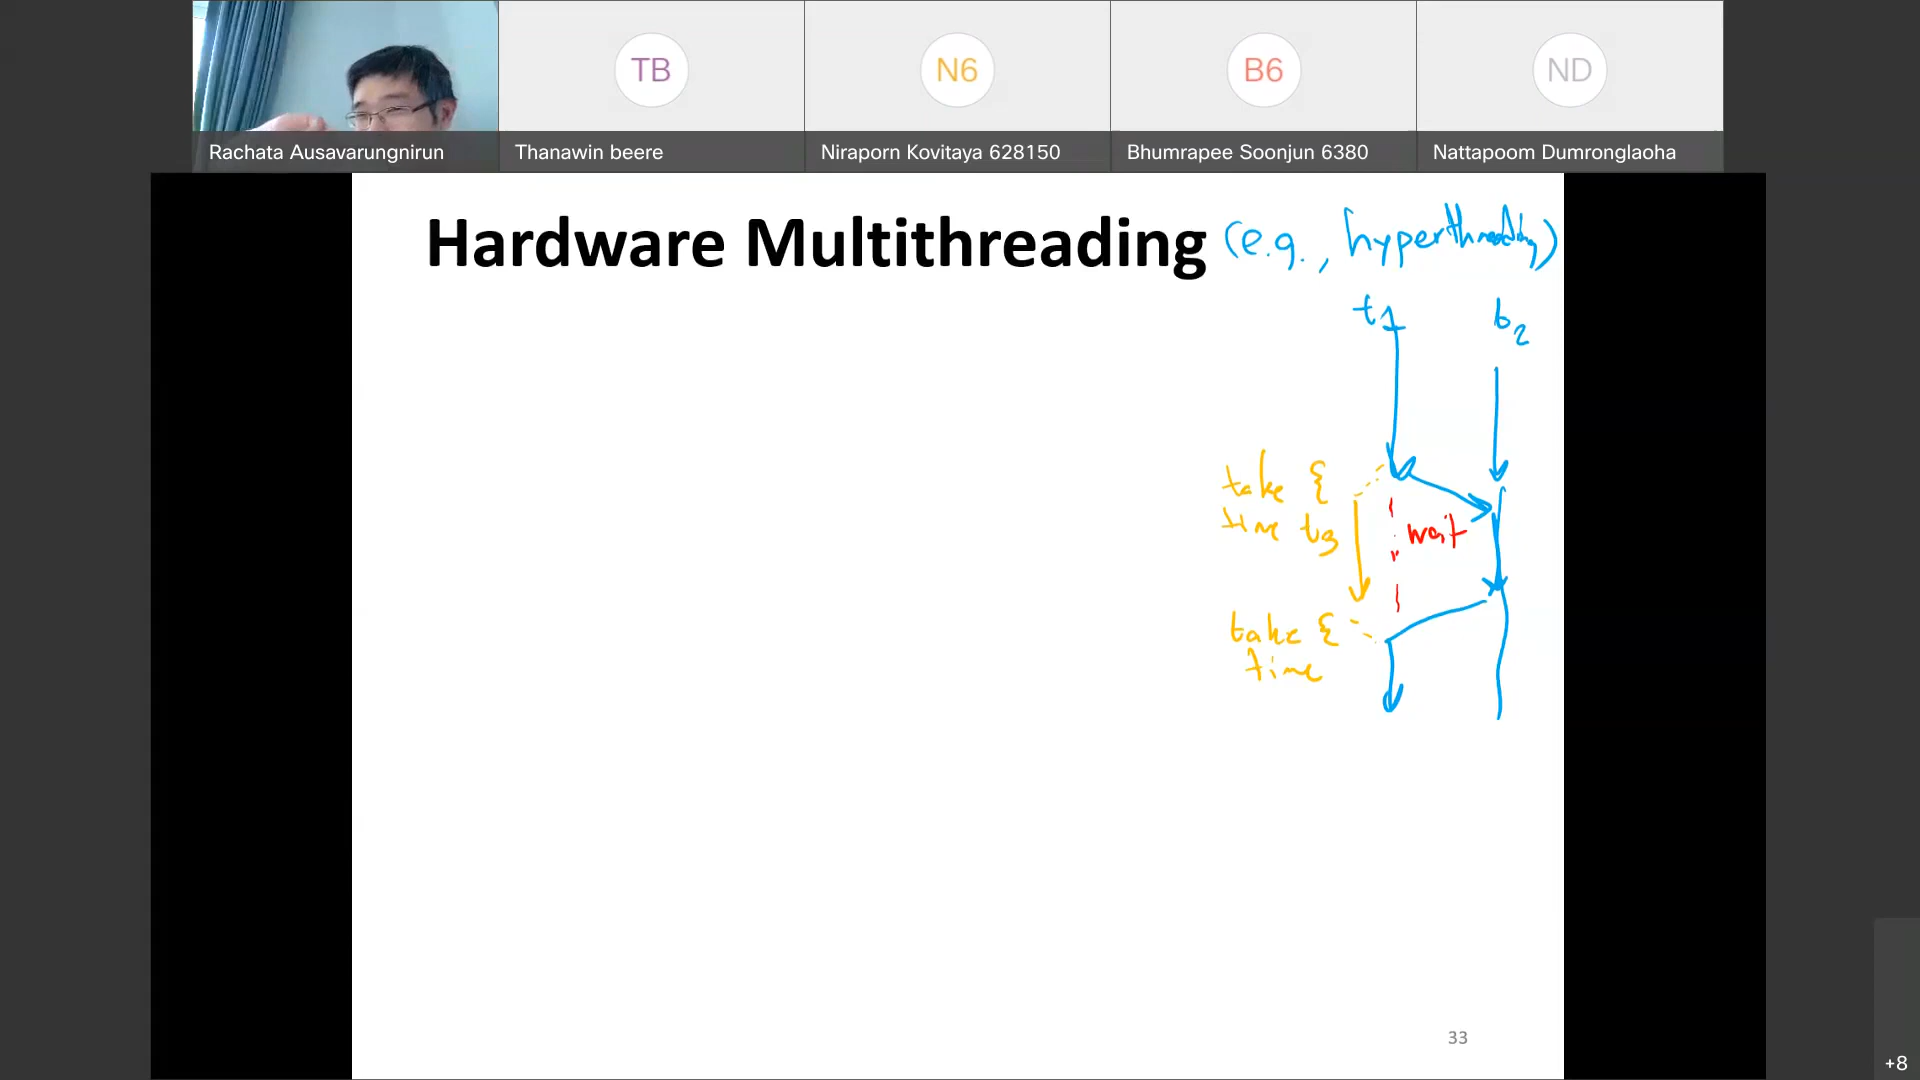 TB
N6
B6
ND
Rachata Ausavarungnirun
Thanawin beere
Niraporn Kovitaya 628150
Bhumrapee Soonjun 6380
Nattapoom Dumronglaoha
Hardware Multithreading (e.g., hyperthreading)
t1
t2
take {
time t3
wait
take {
time
33
+8